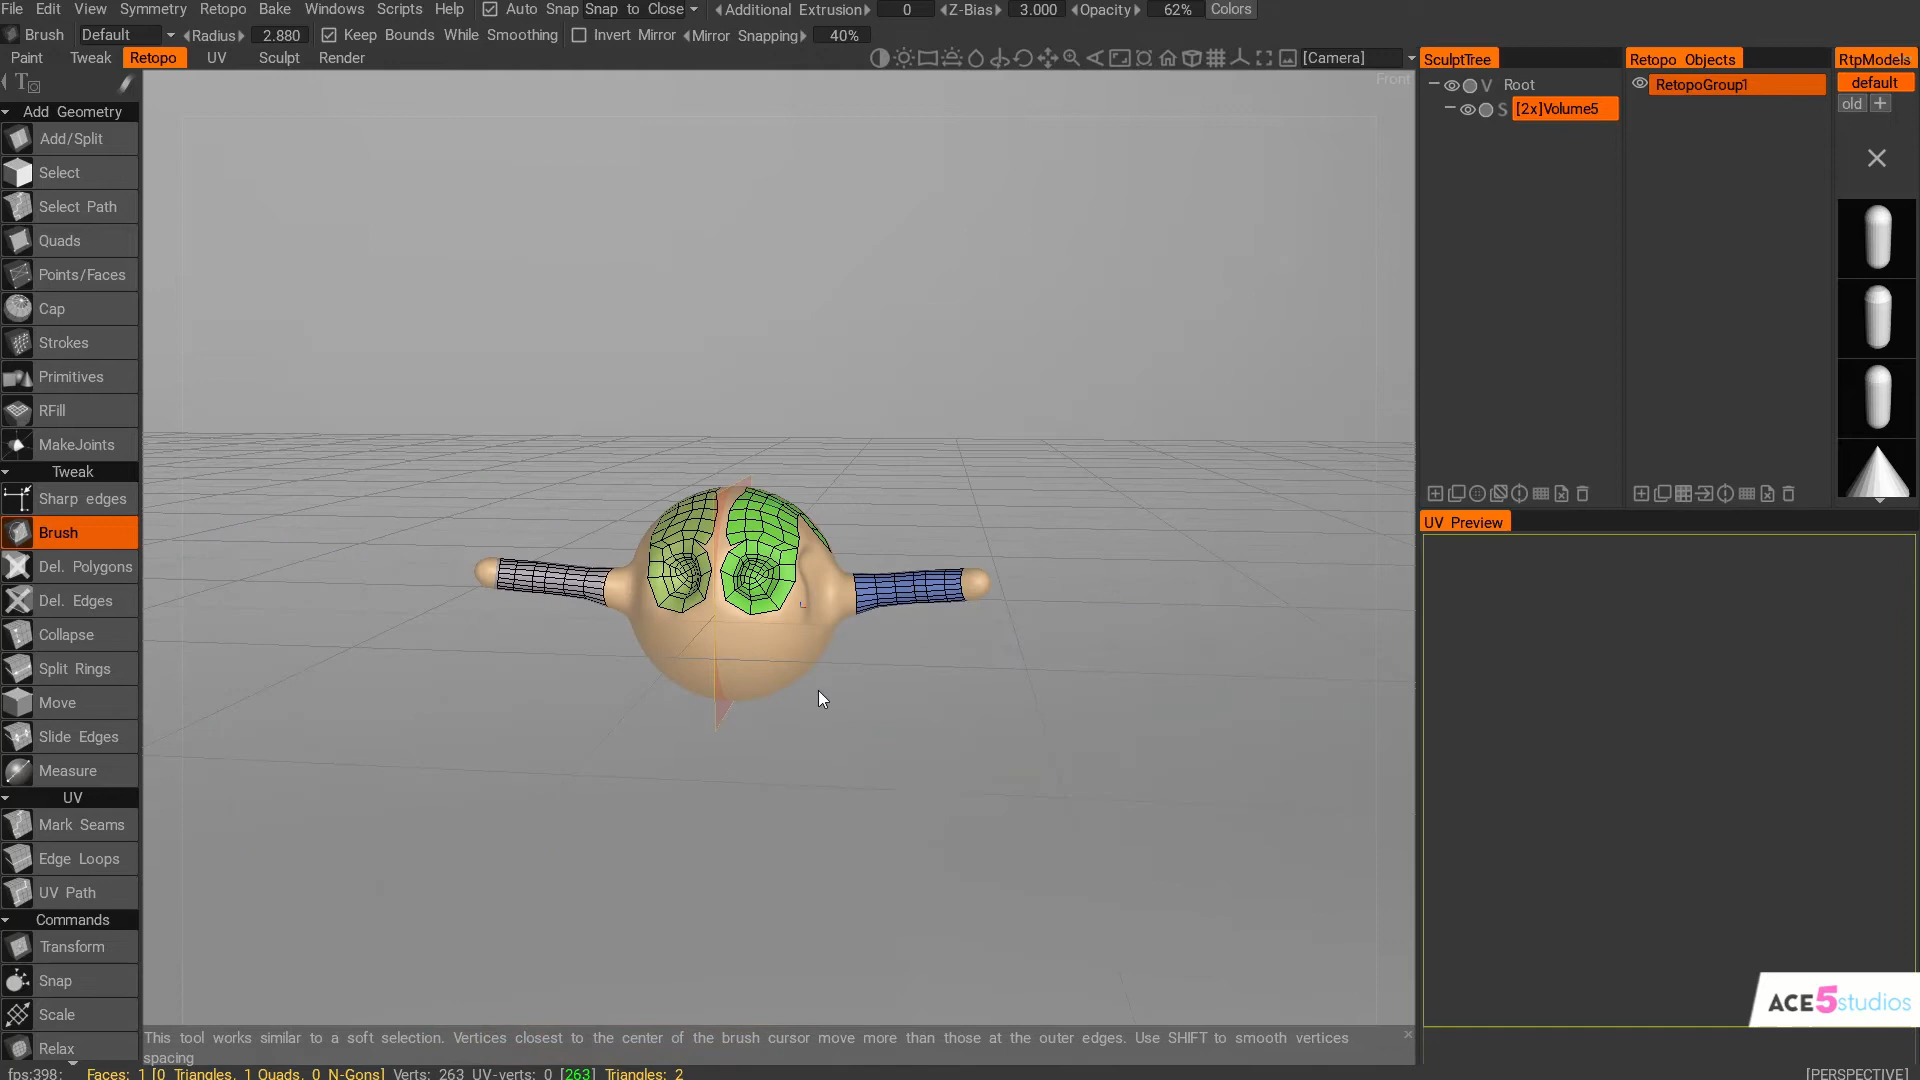 File Edit View Symmetry Retopo Bake Windows Scripts Help Auto Snap Snap to Close Additional Extrusion 0 Z-Bias 3.000 Opacity 62% Colors
Brush Default Radius 2.880 Keep Bounds While Smoothing Invert Mirror Mirror Snapping 40%
Paint Tweak Retopo UV Sculpt Render [Camera]
Front
Add Geometry
Add/Split
Select
Select Path
Quads
Points/Faces
Cap
Strokes
Primitives
RFill
MakeJoints
Tweak
Sharp edges
Brush
Del. Polygons
Del. Edges
Collapse
Split Rings
Move
Slide Edges
Measure
UV
Mark Seams
Edge Loops
UV Path
Commands
Transform
Snap
Scale
Relax
SculptTree
V Root
S [2x]Volume5
Retopo Objects
RetopoGroup1
RtpModels
default
old +
UV Preview
ACE5studios
This tool works similar to a soft selection. Vertices closest to the center of the brush cursor move more than those at the outer edges. Use SHIFT to smooth vertices
spacing
fps:398: Faces: 1 [0 Triangles, 1 Quads, 0 N-Gons] Verts: 263 UV-verts: 0 [263] Triangles: 2
[PERSPECTIVE]